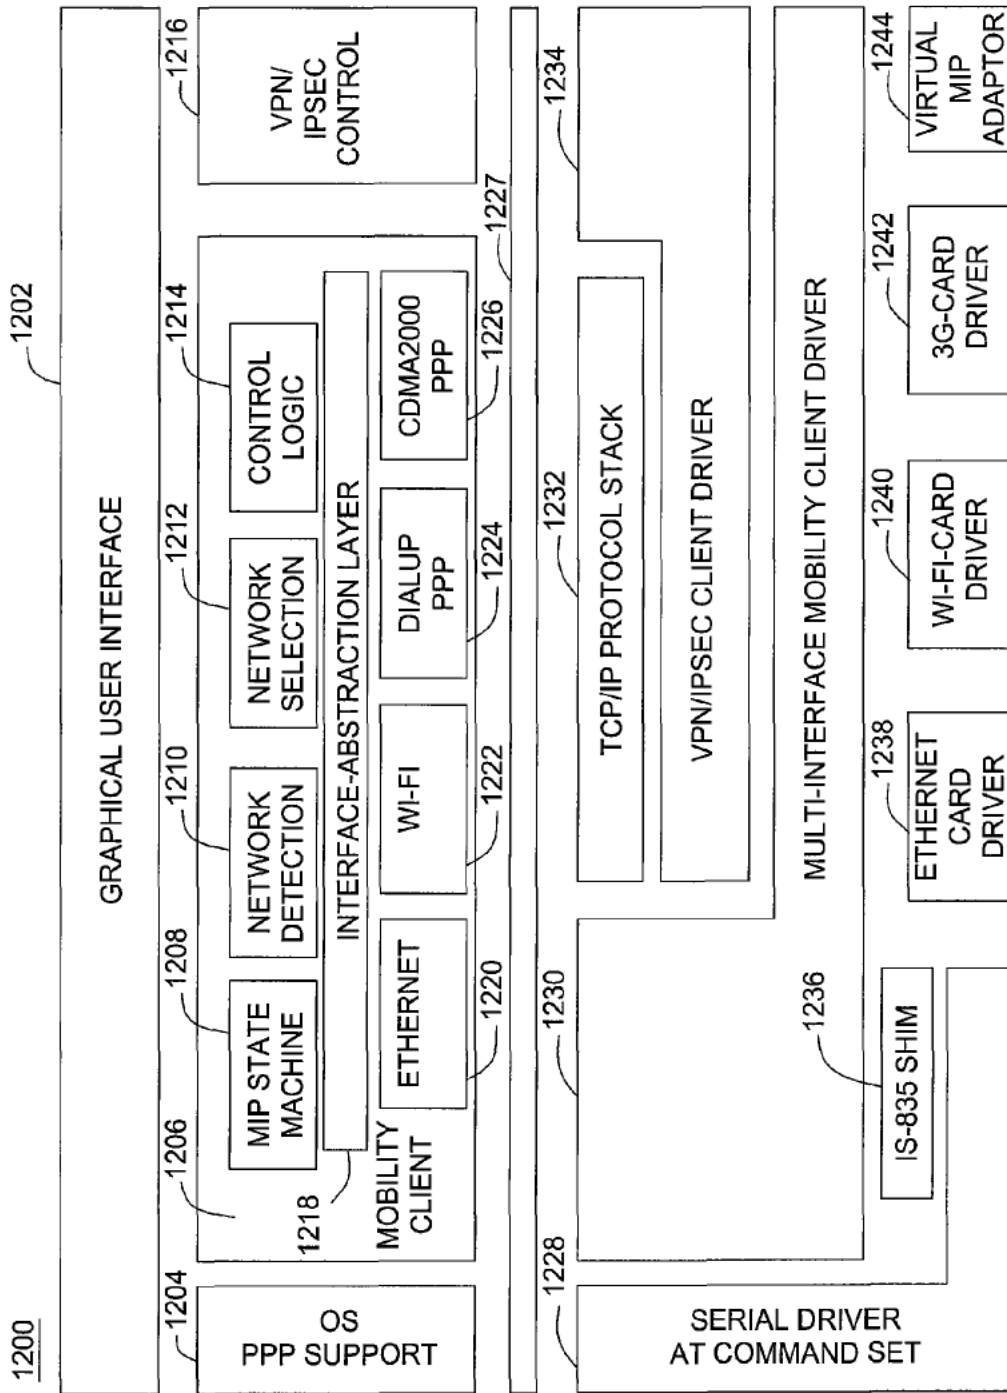 1200
1202
GRAPHICAL USER INTERFACE
1204
OS
PPP SUPPORT
1206
1208
MIP STATE
MACHINE
1210
NETWORK
DETECTION
1212
NETWORK
SELECTION
1214
CONTROL
LOGIC
1216
VPN/
IPSEC
CONTROL
1218
INTERFACE-ABSTRACTION LAYER
MOBILITY
CLIENT
ETHERNET
1220
WI-FI
1222
DIALUP
PPP
1224
CDMA2000
PPP
1226
1227
1228
SERIAL DRIVER
AT COMMAND SET
1230
1232
TCP/IP PROTOCOL STACK
1234
VPN/IPSEC CLIENT DRIVER
MULTI-INTERFACE MOBILITY CLIENT DRIVER
1236
IS-835 SHIM
1238
ETHERNET
CARD
DRIVER
1240
WI-FI-CARD
DRIVER
1242
3G-CARD
DRIVER
1244
VIRTUAL
MIP
ADAPTOR